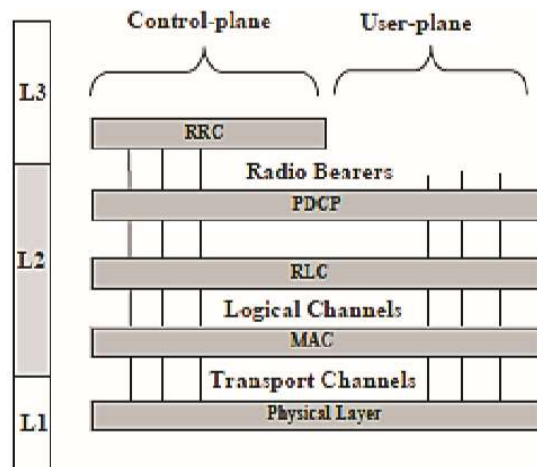 Control-plane
User-plane
L3
RRC
Radio Bearers
PDCP
L2
RLC
Logical Channels
MAC
Transport Channels
L1
Physical Layer